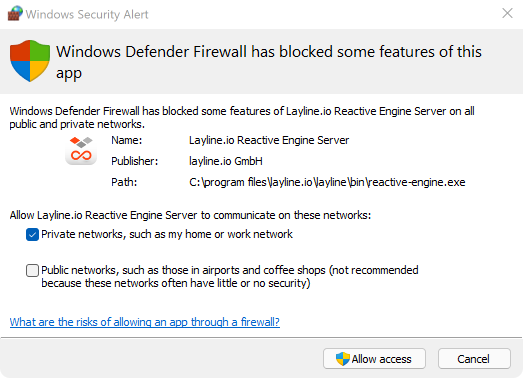 Windows Security Alert
Windows Defender Firewall has blocked some features of this
app
Windows Defender Firewall has blocked some features of Layline.io Reactive Engine Server on all
public and private networks.
Name: Layline.io Reactive Engine Server
Publisher: layline.io GmbH
Path: C:\program files\layline.io\layline\bin\reactive-engine.exe
Allow Layline.io Reactive Engine Server to communicate on these networks:
Private networks, such as my home or work network
Public networks, such as those in airports and coffee shops (not recommended
because these networks often have little or no security)
What are the risks of allowing an app through a firewall?
Allow access Cancel